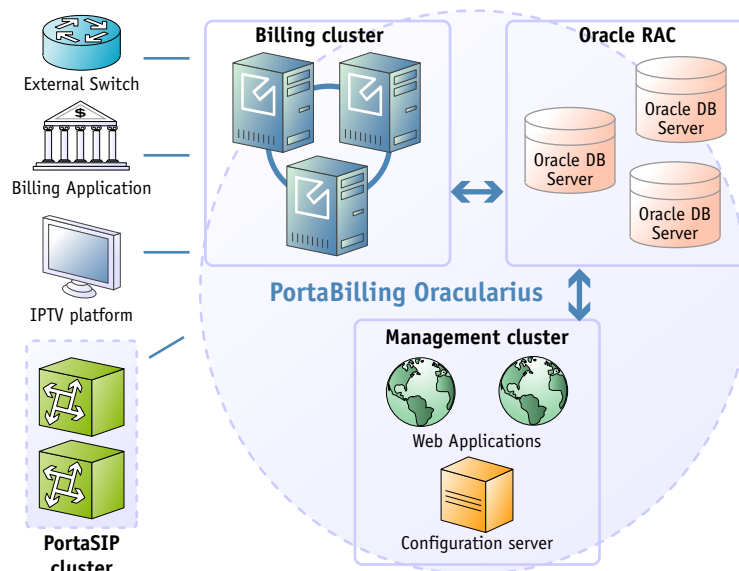 Billing cluster
Oracle RAC
External Switch
$
Billing Application
IPTV platform
PortaSIP
cluster
Oracle DB
Server
Oracle DB
Server
Oracle DB
Server
PortaBilling Oracularius
Management cluster
Web Applications
Configuration server